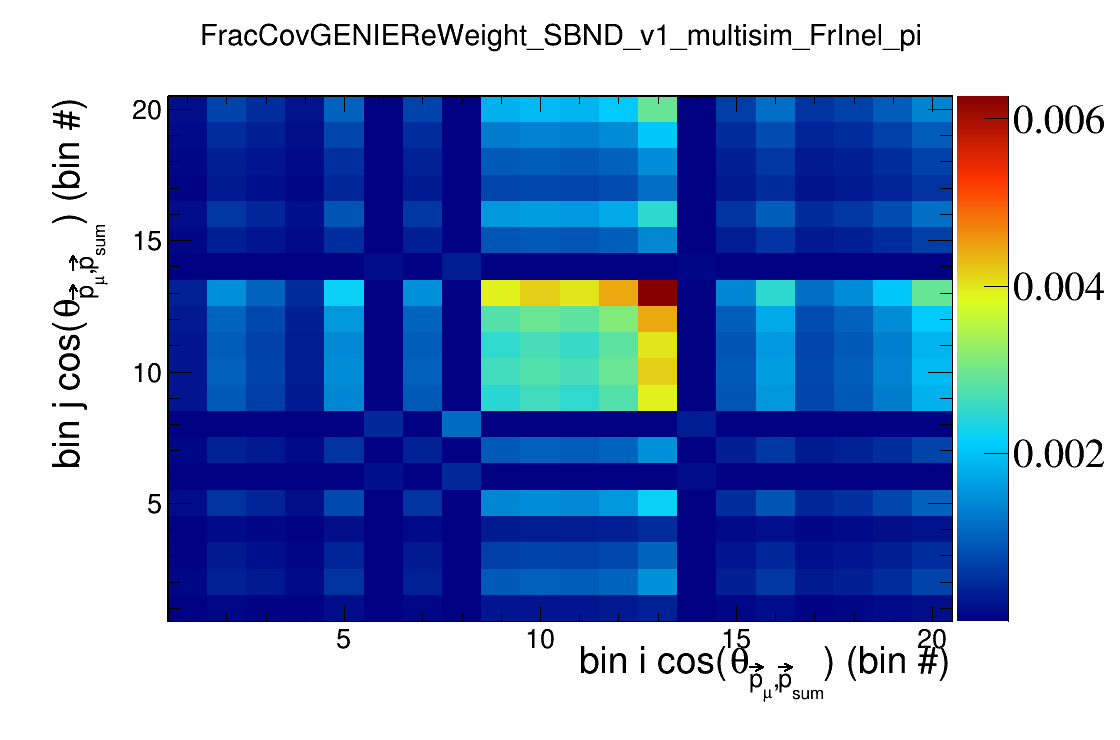 FracCovGENIEReWeight_SBND_v1_multisim_FrInel_pi
bin j cos(θp⃗μ,p⃗sum) (bin #)
20
15
10
5
0.006
0.004
0.002
5 10 15 20
bin i cos(θp⃗μ,p⃗sum) (bin #)